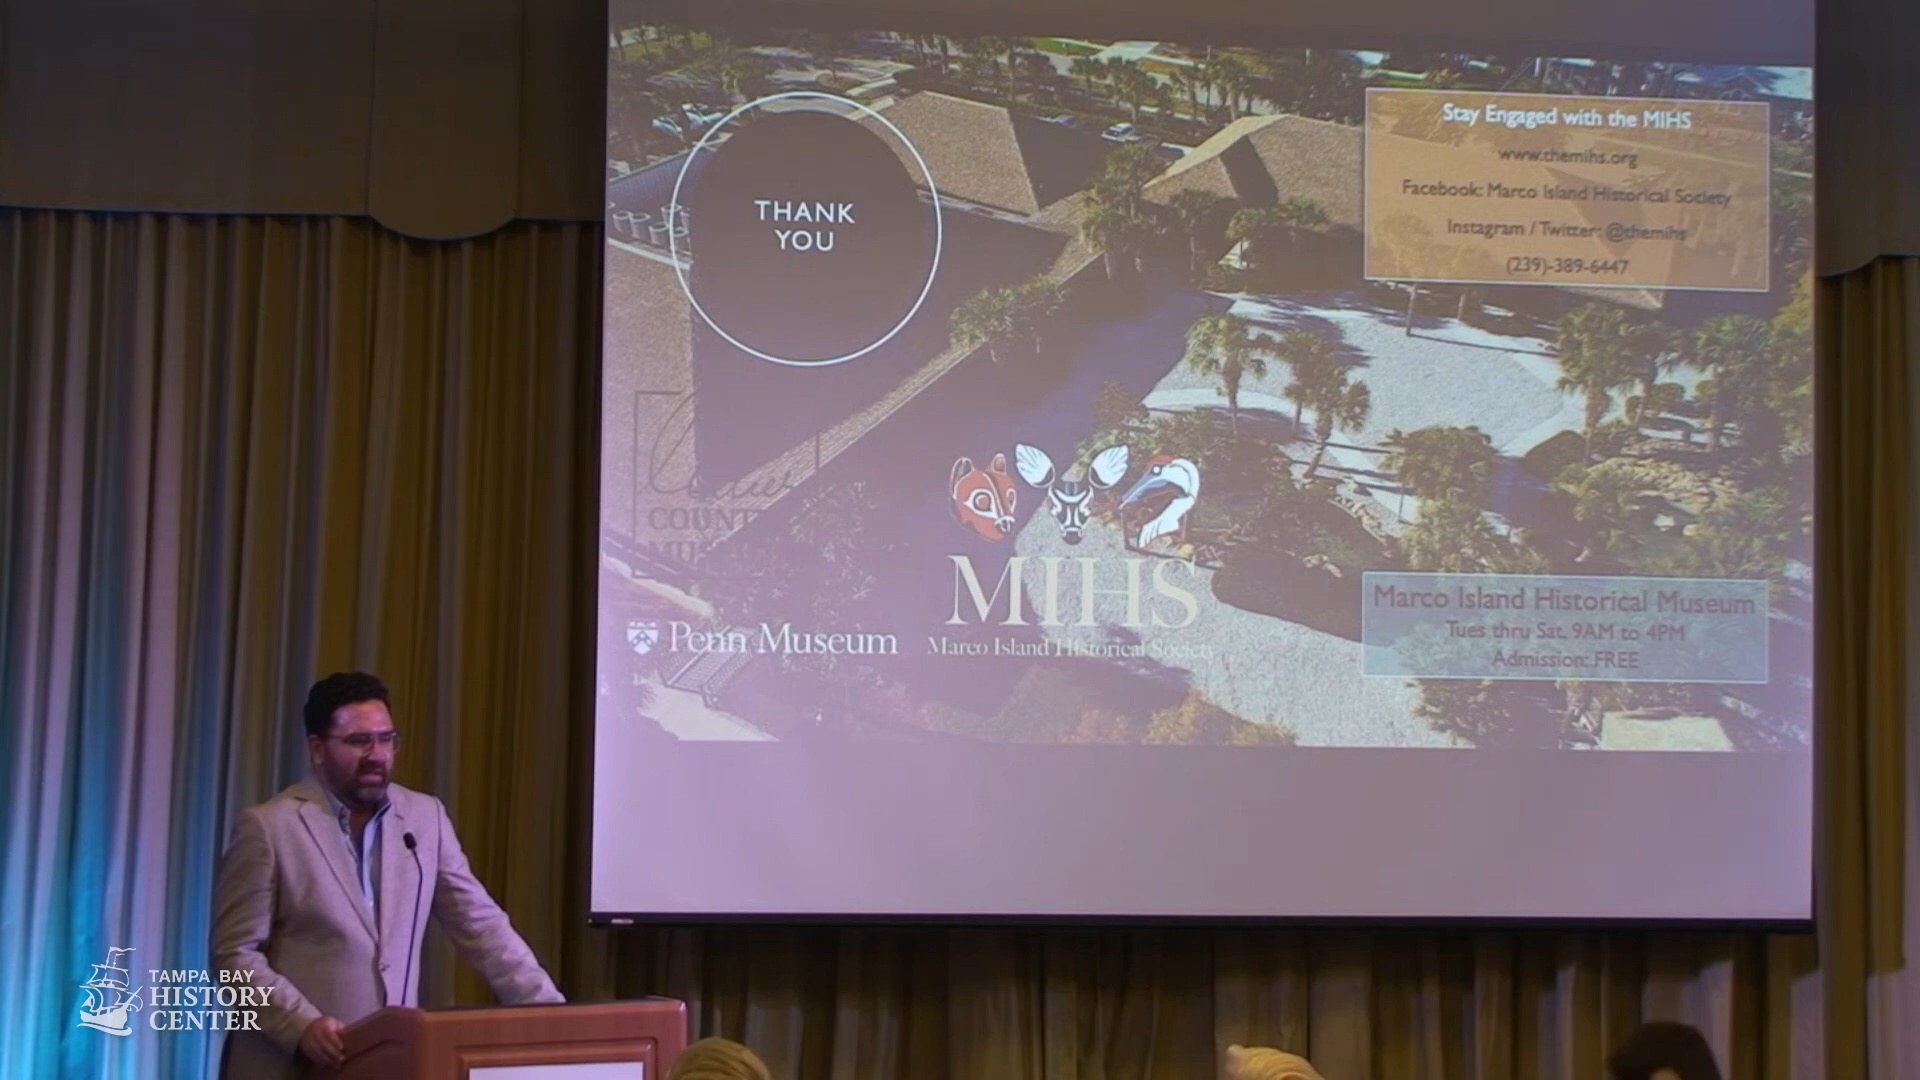 THANK
YOU
Stay Engaged with the MIHS
www.themihs.org
Facebook: Marco Island Historical Society
Instagram / Twitter: @themihs
(239)-389-6447
COUNT
MIHS
Marco Island Historical Society
Penn Museum
Marco Island Historical Museum
Tues thru Sat. 9AM to 4PM
Admission: FREE
TAMPA BAY
HISTORY
CENTER